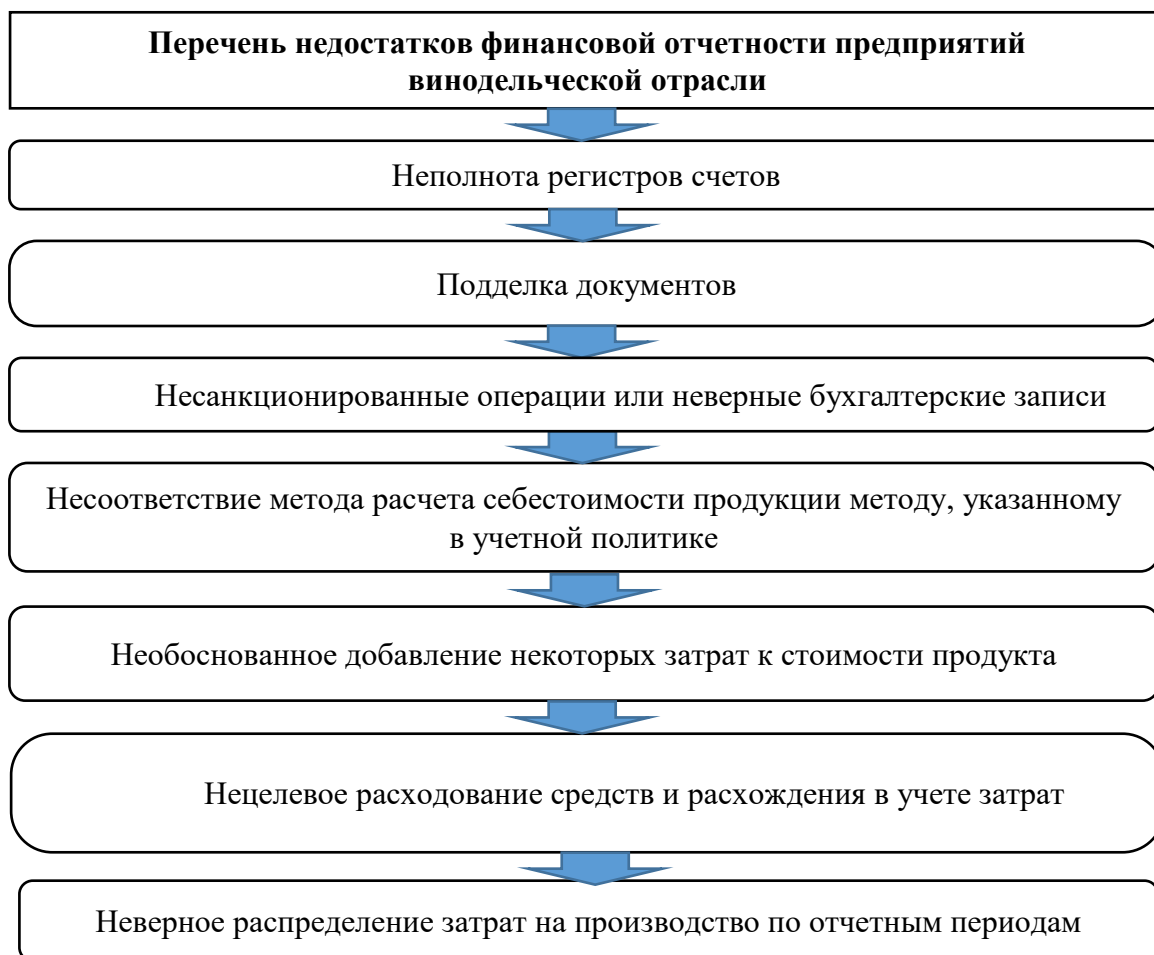 Перечень недостатков финансовой отчетности предприятий
винодельческой отрасли
Неполнота регистров счетов
Подделка документов
Несанкционированные операции или неверные бухгалтерские записи
Несоответствие метода расчета себестоимости продукции методу, указанному
в учетной политике
Необоснованное добавление некоторых затрат к стоимости продукта
Нецелевое расходование средств и расхождения в учете затрат
Неверное распределение затрат на производство по отчетным периодам